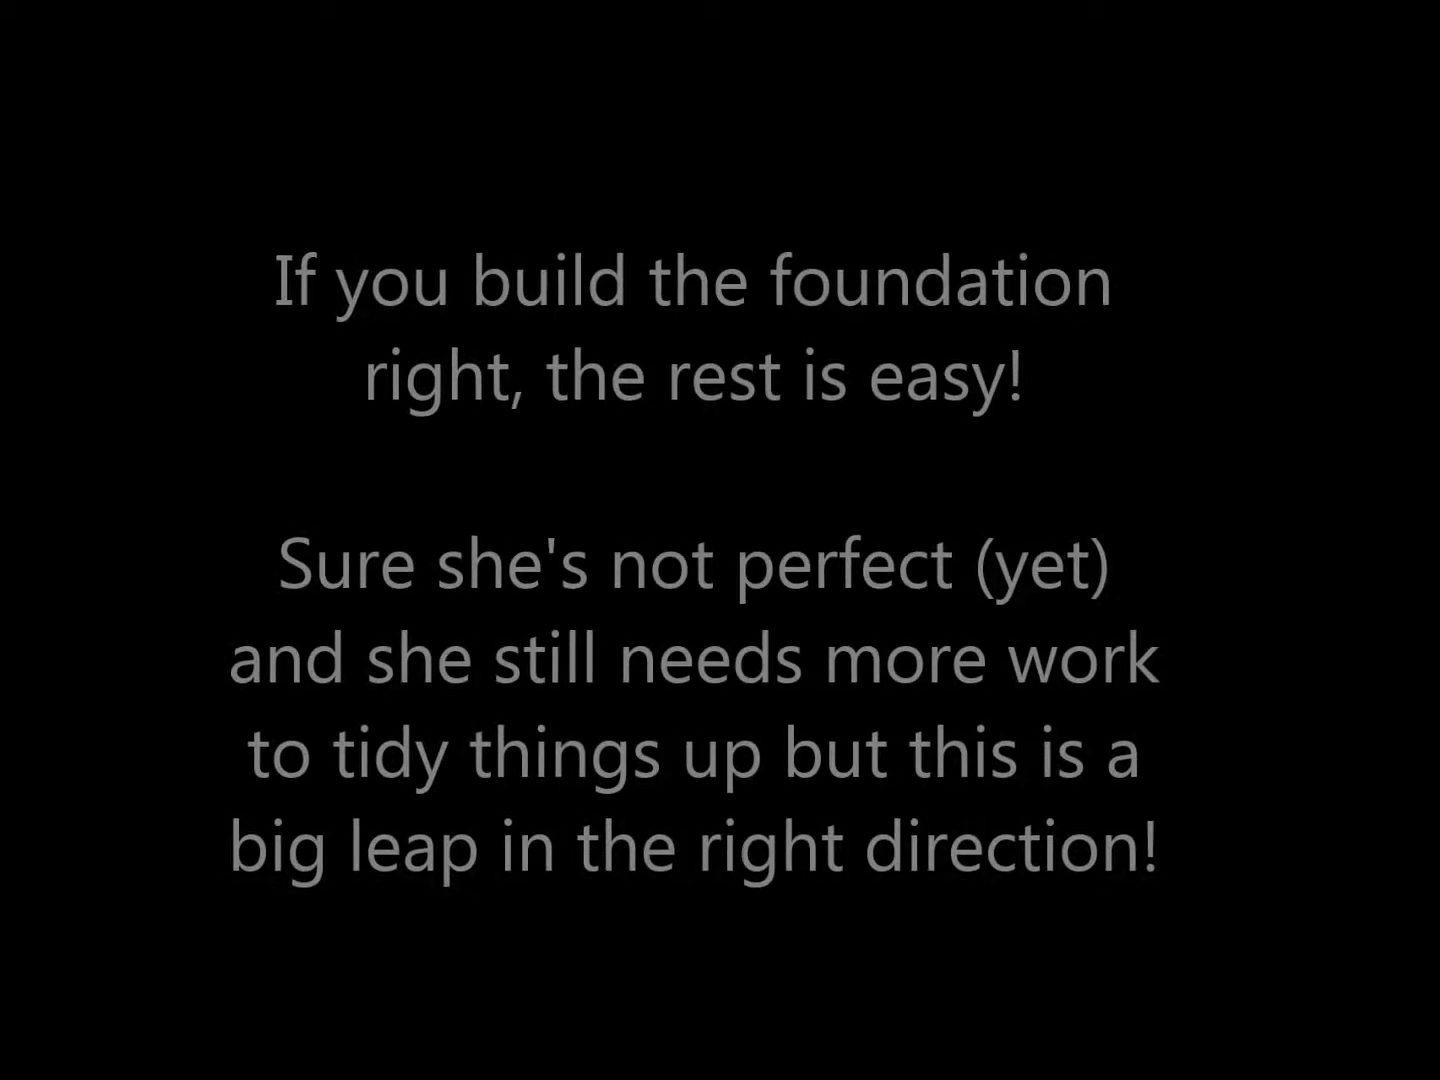 If you build the foundation
right, the rest is easy!
Sure she's not perfect (yet)
and she still needs more work
to tidy things up but this is a
big leap in the right direction!